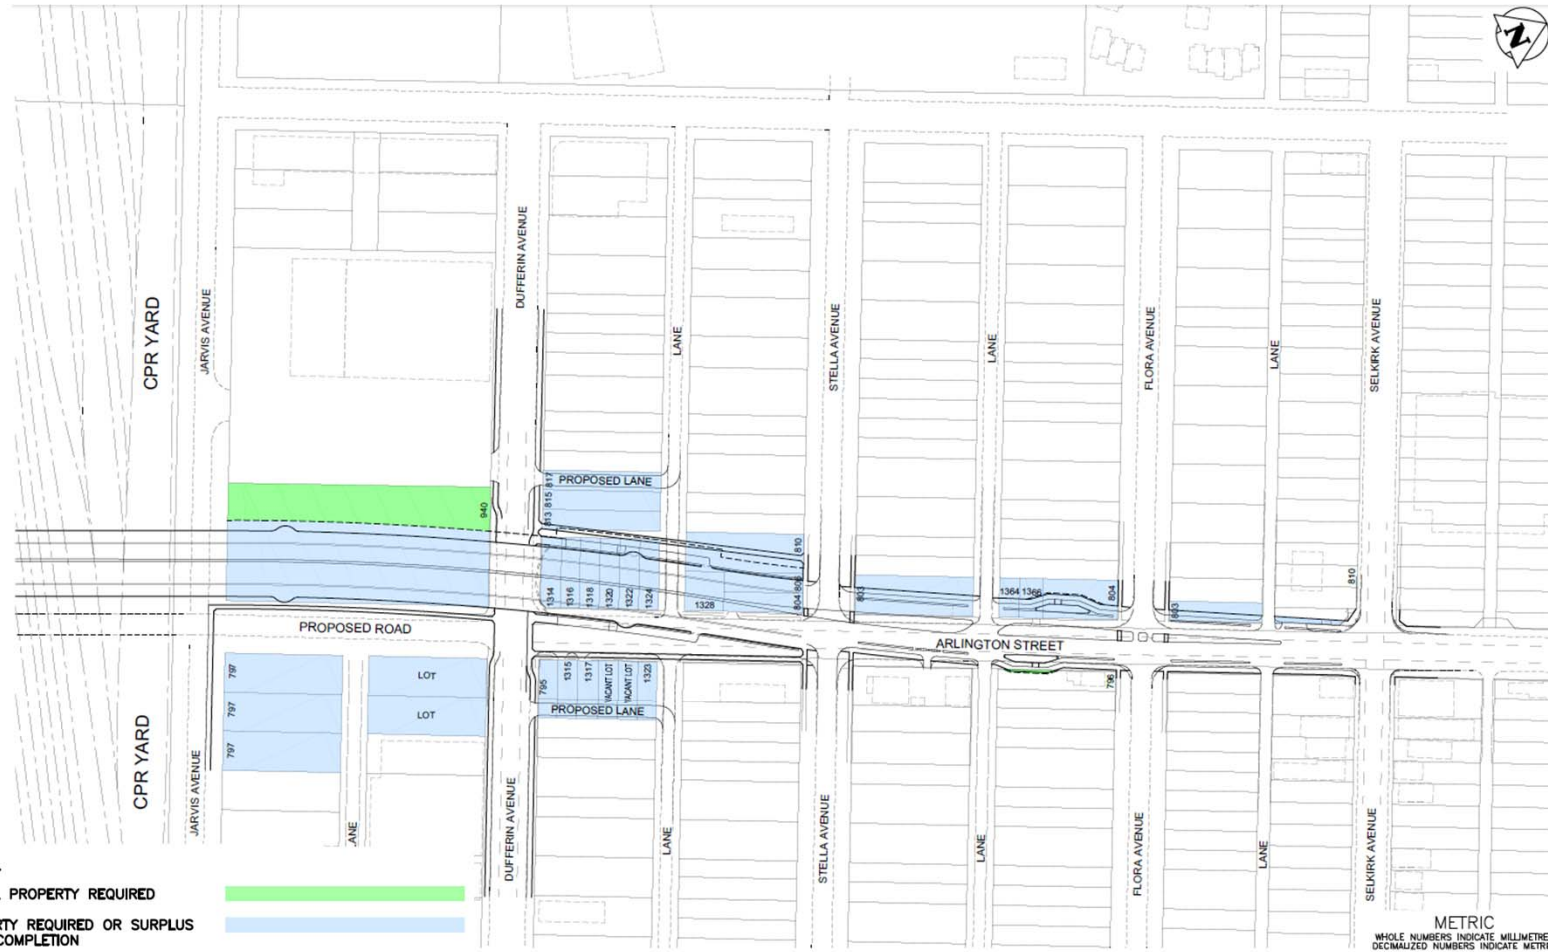 N
CPR YARD
JARVIS AVENUE
DUFFERIN AVENUE
LANE
STELLA AVENUE
LANE
FLORA AVENUE
LANE
SELKIRK AVENUE
940
817
815
813
PROPOSED LANE
810
1314
1316
1318
1320
1322
1324
1328
804
803
1364
1366
804
810
PROPOSED ROAD
ARLINGTON STREET
797
797
797
LOT
LOT
795
1315
1317
VACANT LOT
VACANT LOT
1323
PROPOSED LANE
796
CPR YARD
JARVIS AVENUE
DUFFERIN AVENUE
LANE
STELLA AVENUE
LANE
FLORA AVENUE
LANE
SELKIRK AVENUE
PROPERTY REQUIRED
REQUIRED OR SURPLUS
COMPLETION
METRIC
WHOLE NUMBERS INDICATE
DECIMALIZED NUMBERS INDICATE